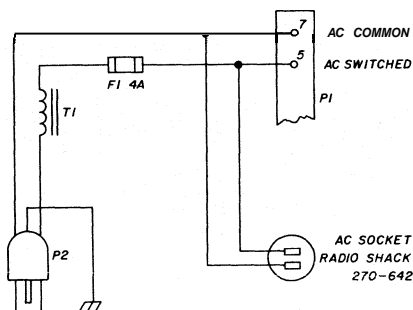 7 AC COMMON
5 AC SWITCHED
F1 4A
P1
T1
AC SOCKET
RADIO SHACK
270-642
P2